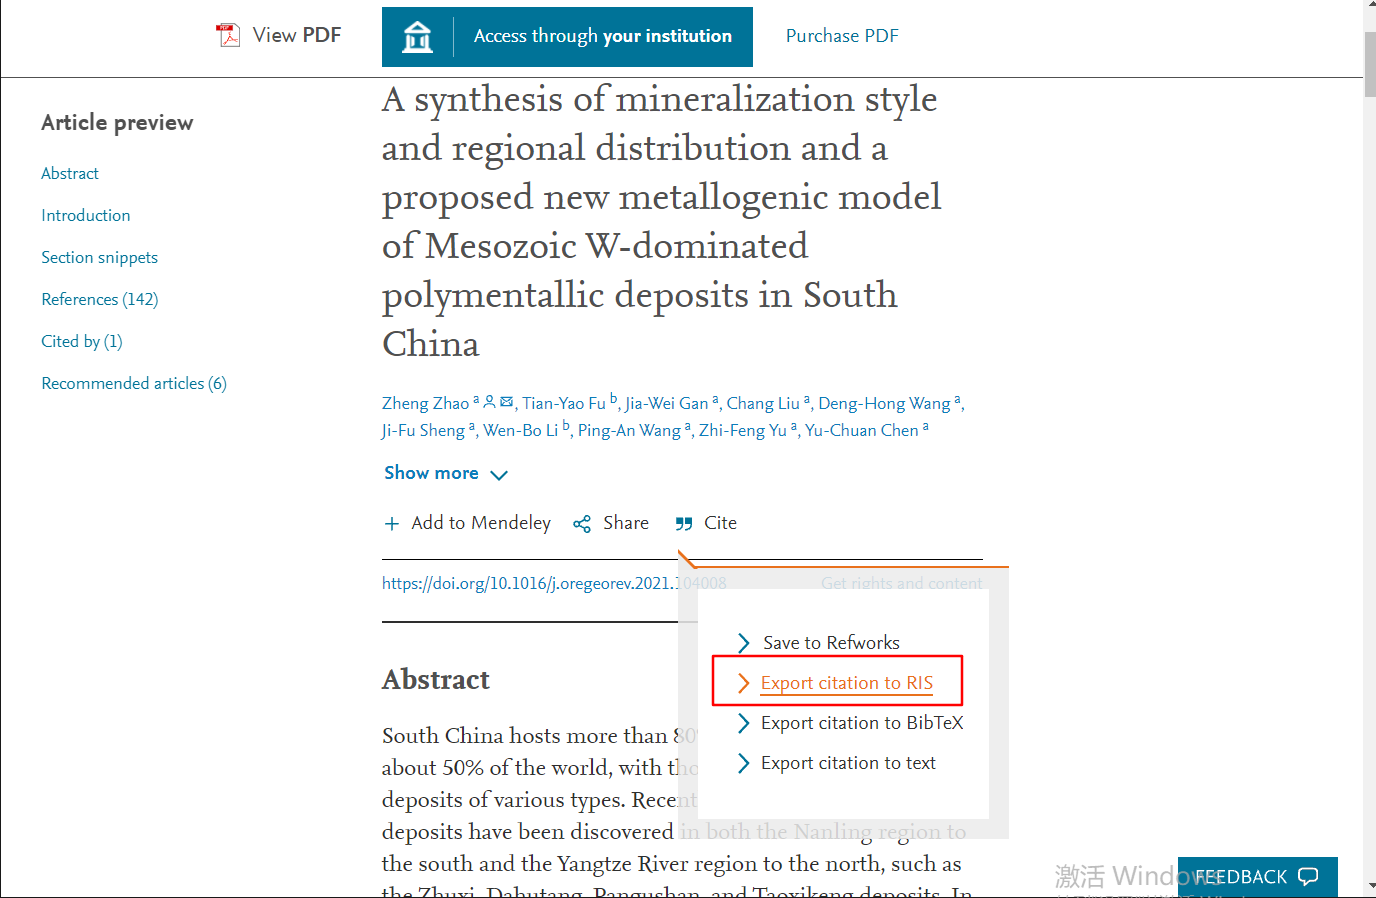 View PDF
Access through your institution
Purchase PDF
Article preview
Abstract
Introduction
Section snippets
References (142)
Cited by (1)
Recommended articles (6)
A synthesis of mineralization style
and regional distribution and a
proposed new metallogenic model
of Mesozoic W-dominated
polymentallic deposits in South
China
Zheng Zhao a, Tian-Yao Fu b, Jia-Wei Gan a, Chang Liu a, Deng-Hong Wang a,
Ji-Fu Sheng a, Wen-Bo Li b, Ping-An Wang a, Zhi-Feng Yu a, Yu-Chuan Chen a
Show more
Add to Mendeley
Share
Cite
https://doi.org/10.1016/j.oregeorev.2021.104008
Get rights and content
Save to Refworks
Export citation to RIS
Export citation to BibTeX
Export citation to text
Abstract
South China hosts more than 80%
about 50% of the world, with
deposits of various types.
deposits have been discovered in both the Nanling region to
the south and the Yangtze River region to the north, such as
the Zhuxi, Dahutang, Pangushan, and Taoxikeng deposits. In
激活 Windows
FEEDBACK